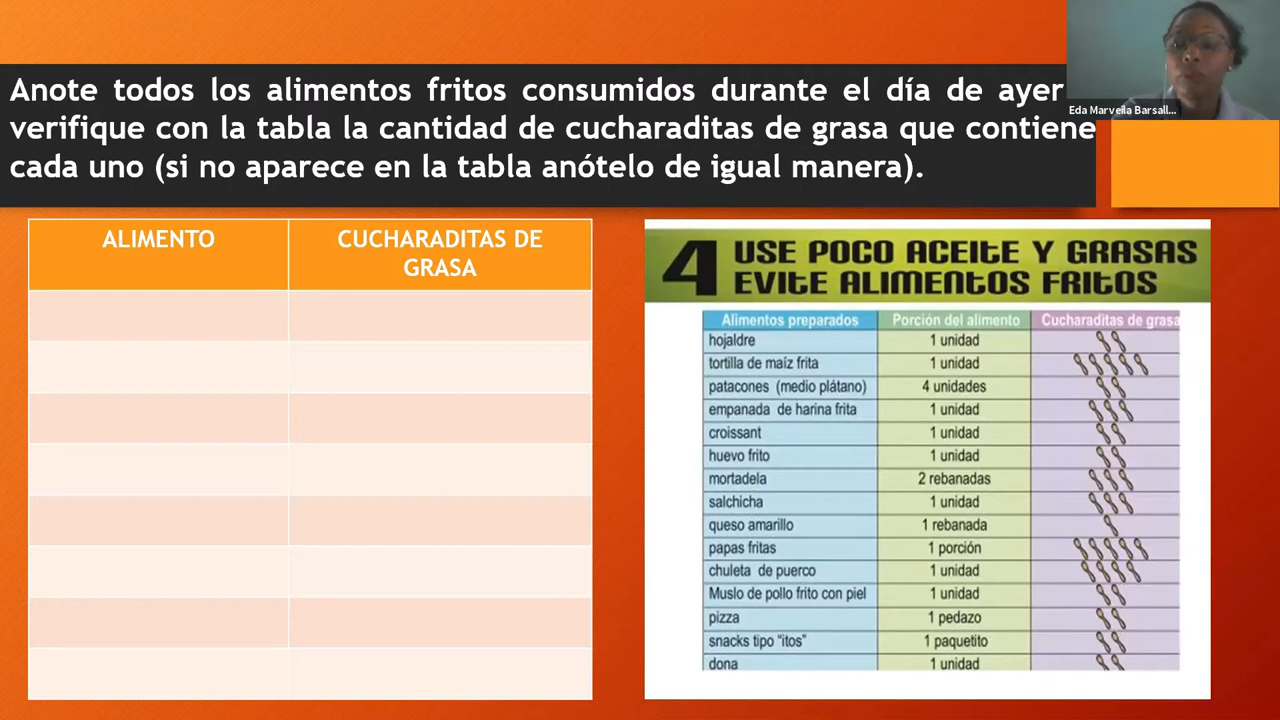 Anote todos los alimentos fritos consumidos durante el día de ayer
verifique con la tabla la cantidad de cucharaditas de grasa que contiene
cada uno (si no aparece en la tabla anótelo de igual manera).
Eda Marveila Barsall...
ALIMENTO
CUCHARADITAS DE
GRASA
4 USE POCO ACEITE Y GRASAS
EVITE ALIMENTOS FRITOS
Alimentos preparados Porción del alimento Cucharaditas de grasa
hojaldre 1 unidad
tortilla de maíz frita 1 unidad
patacones (medio plátano) 4 unidades
empanada de harina frita 1 unidad
croissant 1 unidad
huevo frito 1 unidad
mortadela 2 rebanadas
salchicha 1 unidad
queso amarillo 1 rebanada
papas fritas 1 porción
chuleta de puerco 1 unidad
Muslo de pollo frito con piel 1 unidad
pizza 1 pedazo
snacks tipo "itos" 1 paquetito
dona 1 unidad